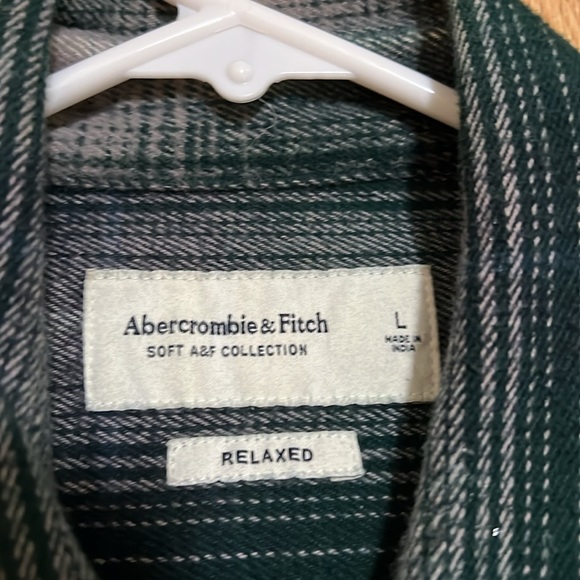 Abercrombie & Fitch
SOFT A&F COLLECTION
L
MADE IN
INDIA
RELAXED